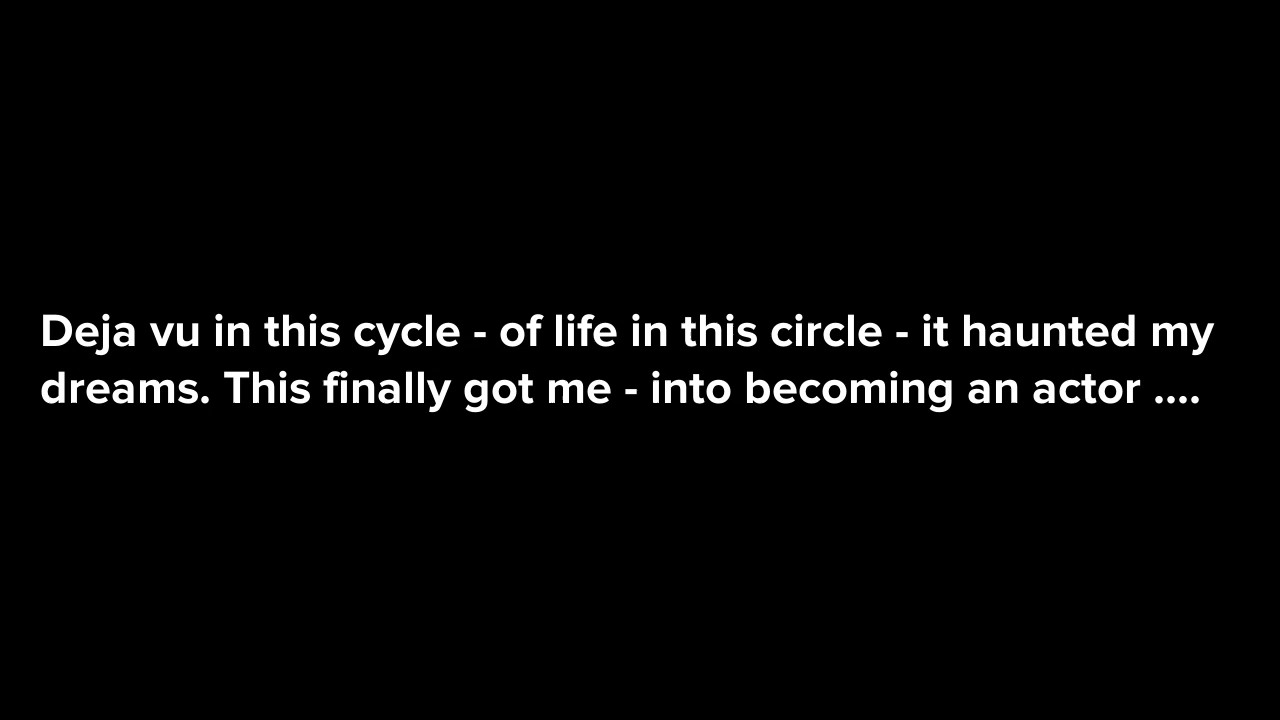 Deja vu in this cycle - of life in this circle - it haunted my
dreams. This finally got me - into becoming an actor ....